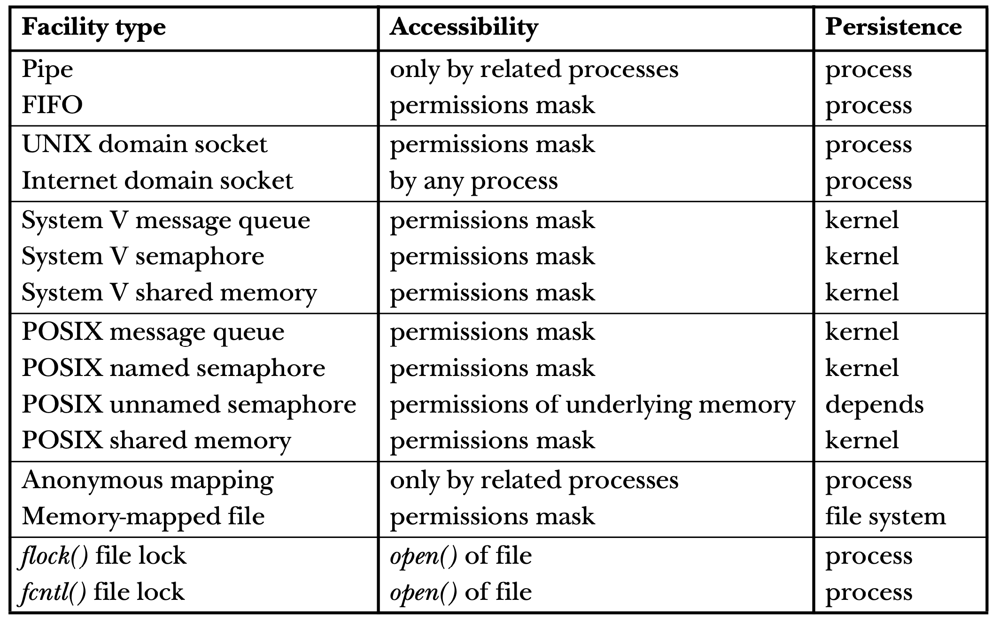 Facility type Accessibility Persistence
Pipe only by related processes process
FIFO permissions mask process
UNIX domain socket permissions mask process
Internet domain socket by any process process
System V message queue permissions mask kernel
System V semaphore permissions mask kernel
System V shared memory permissions mask kernel
POSIX message queue permissions mask kernel
POSIX named semaphore permissions mask kernel
POSIX unnamed semaphore permissions of underlying memory depends
POSIX shared memory permissions mask kernel
Anonymous mapping only by related processes process
Memory-mapped file permissions mask file system
flock() file lock open() of file process
fcntl() file lock open() of file process